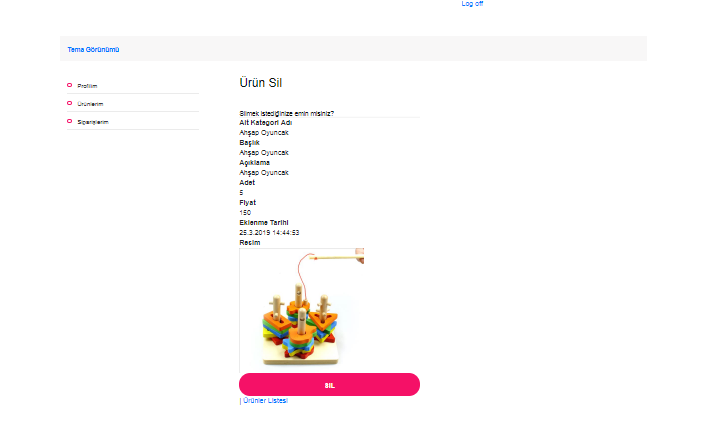 Log off
Tema Görünümü
Profilim
Ürünlerim
Siparişlerim
Ürün Sil
Silmek istediğinize emin misiniz?
Alt Kategori Adı
Ahşap Oyuncak
Başlık
Ahşap Oyuncak
Açıklama
Ahşap Oyuncak
Adet
5
Fiyat
150
Eklenme Tarihi
25.3.2019 14:44:53
Resim
SIL
| Ürünler Listesi